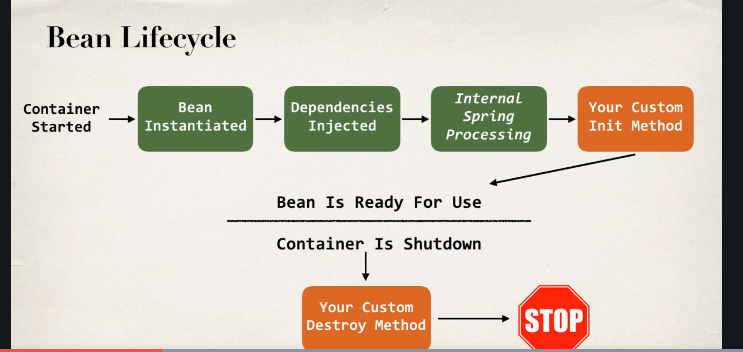 Bean Lifecycle
Container
Started
Bean
Instantiated
Dependencies
Injected
Internal
Spring
Processing
Your Custom
Init Method
Bean Is Ready For Use
Container Is Shutdown
Your Custom
Destroy Method
STOP